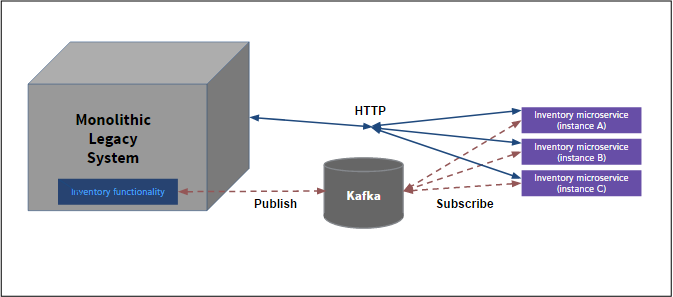 HTTP
Monolithic
Legacy
System
Inventory functionality
Publish
Kafka
Subscribe
Inventory microservice
(instance A)
Inventory microservice
(instance B)
Inventory microservice
(instance C)